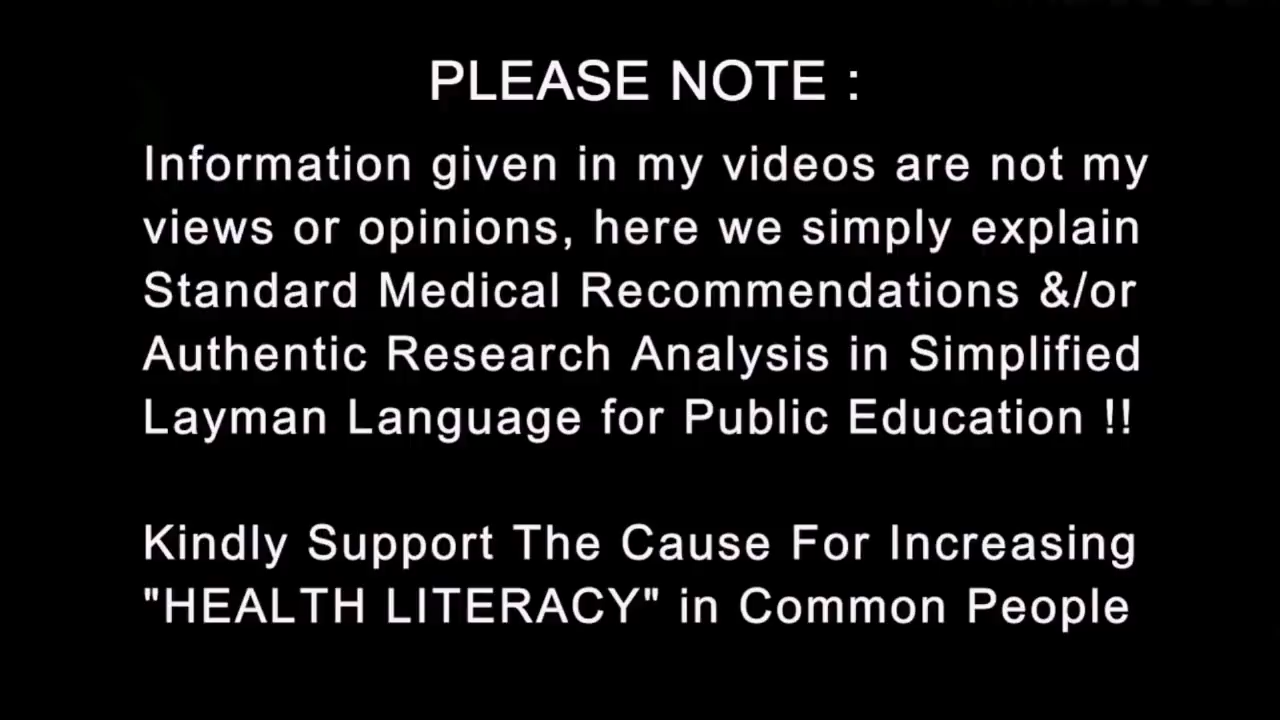 PLEASE NOTE :
Information given in my videos are not my
views or opinions, here we simply explain
Standard Medical Recommendations &/or
Authentic Research Analysis in Simplified
Layman Language for Public Education !!
Kindly Support The Cause For Increasing
"HEALTH LITERACY" in Common People